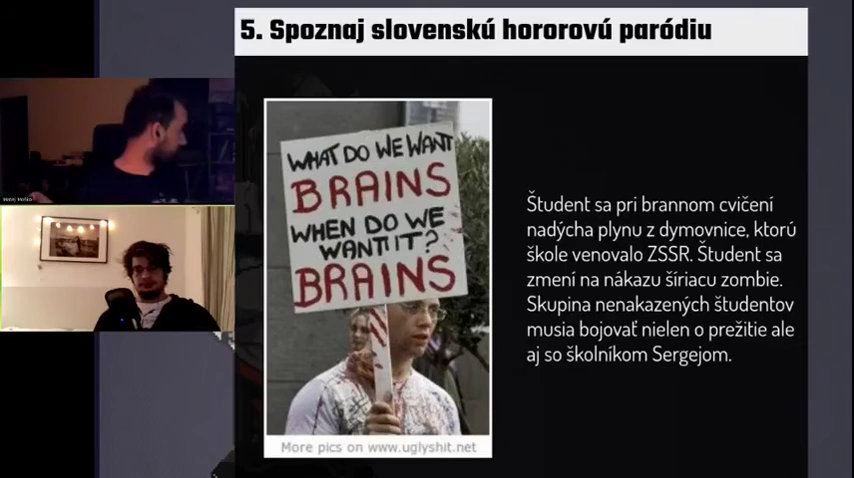 5. Spoznaj slovenskú hororovú paródiu
WHAT DO WE WANT
BRAINS
WHEN DO WE
WANT IT?
BRAINS
More pics on www.uglyshit.net
Študent sa pri brannom cvičení
nadýcha plynu z dymovnice, ktorú
škole venovalo ZSSR. Študent sa
zmení na nákazu šíriacu zombie.
Skupina nenakazených študentov
musia bojovať nielen o prežitie ale
aj so školníkom Sergejom.